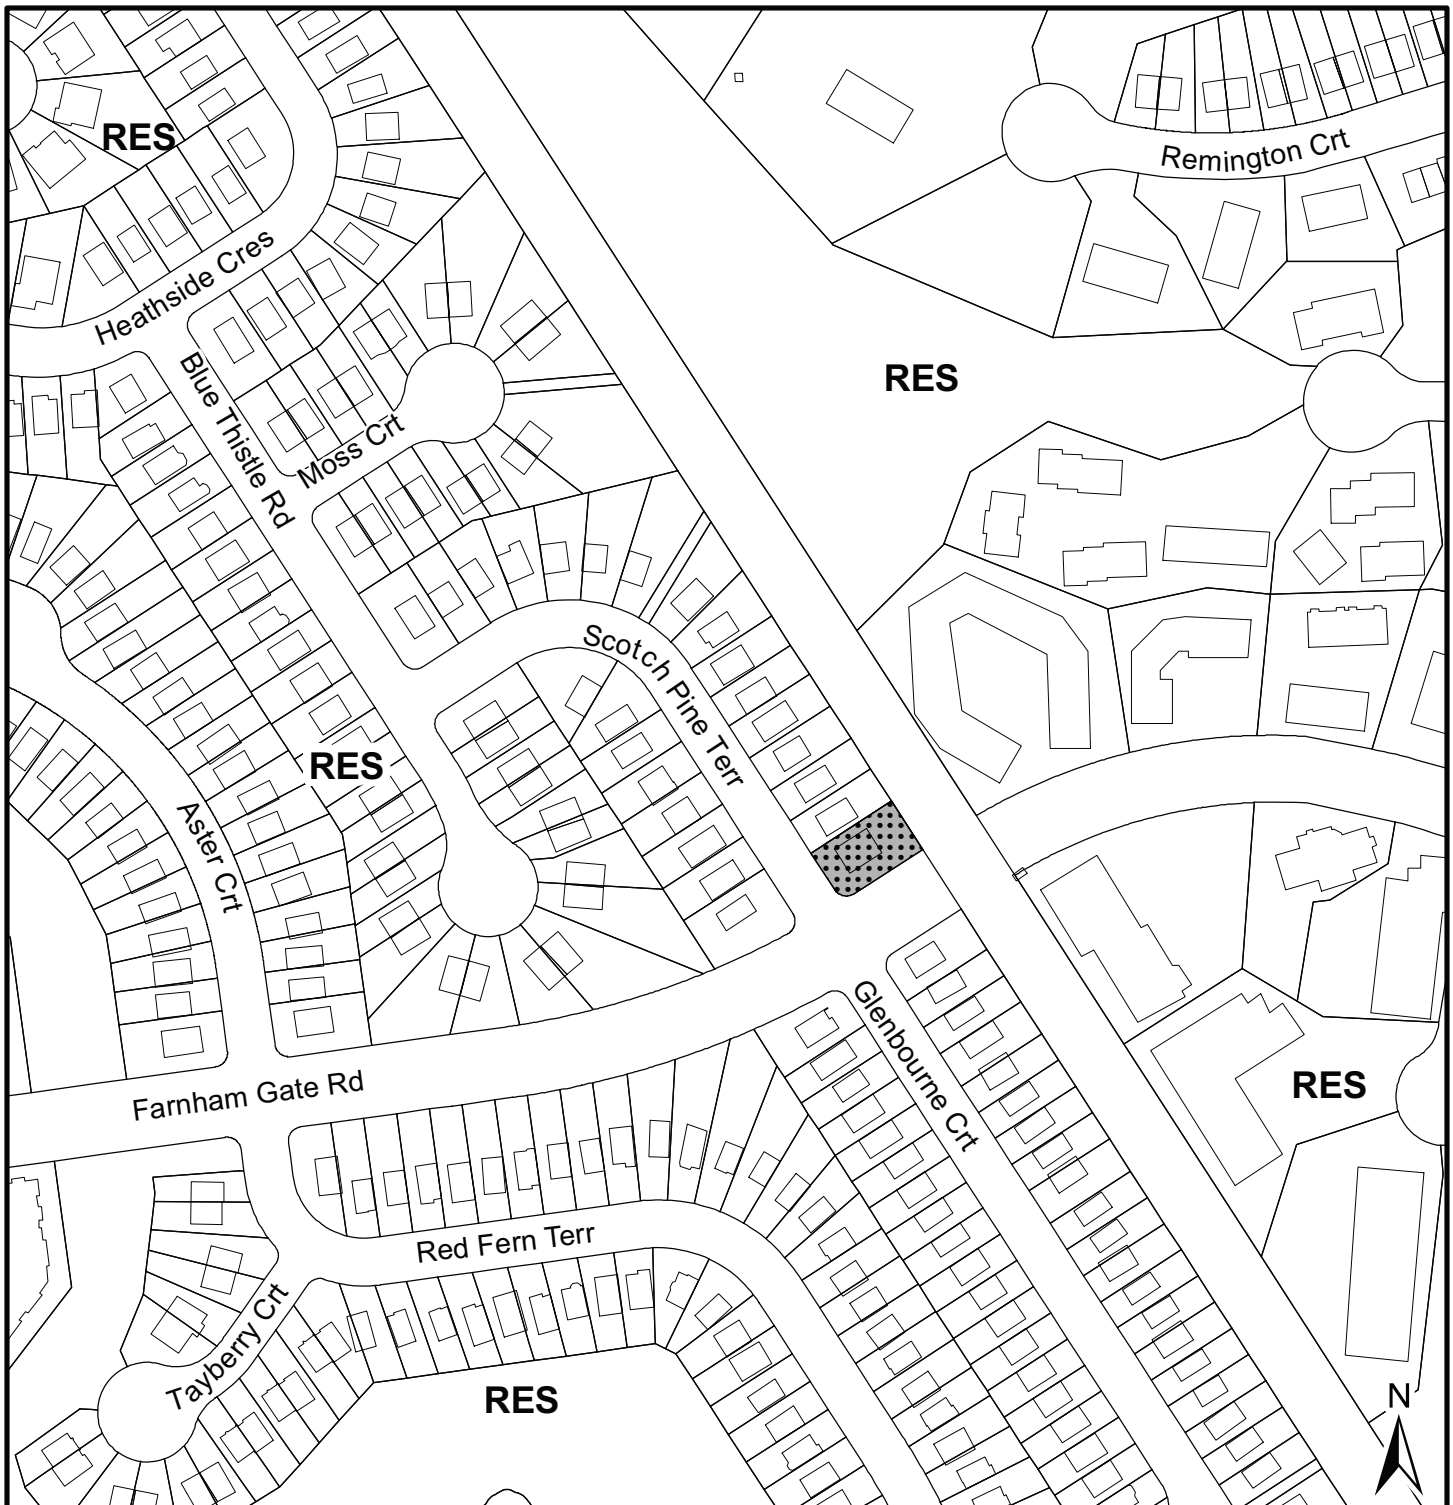 RES
Remington Crt
Heathside Cres
Blue Thistle Rd
Moss Crt
RES
Scotch Pine Terr
RES
Aster Crt
Glenbourne Crt
Farnham Gate Rd
RES
Red Fern Terr
Tayberry Crt
RES
N